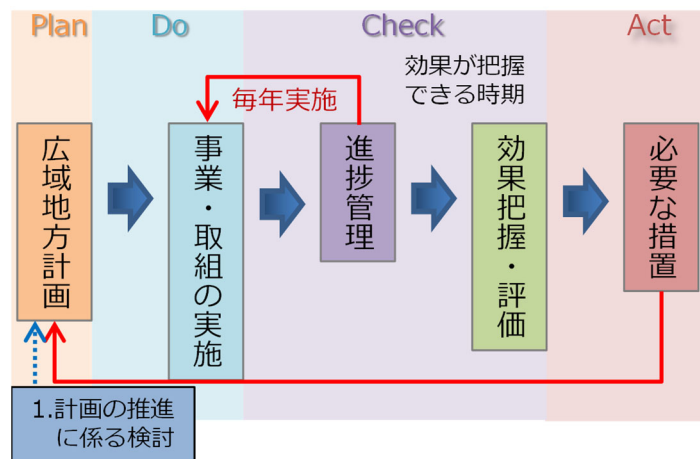 Plan
Do
Check
Act
効果が把握
できる時期
毎年実施
広域地方計画
事業・取組の実施
進捗管理
効果把握・評価
必要な措置
1.計画の推進
に係る検討